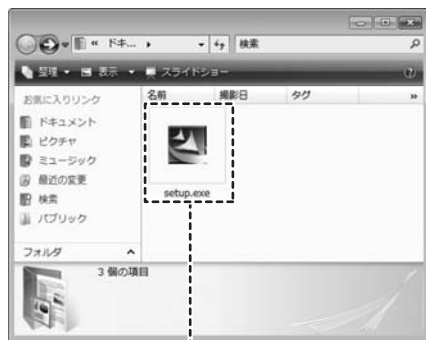 « ドキ...
検索
整理 表示 スライドショー
お気に入りリンク
名前 撮影日 タグ »
ドキュメント
ピクチャ
ミュージック
最近の変更
検索
パブリック
setup.exe
フォルダ
3 個の項目